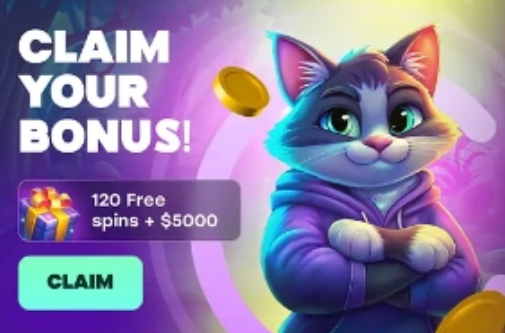 CLAIM
YOUR
BONUS!
120 Free
spins + $5000
CLAIM